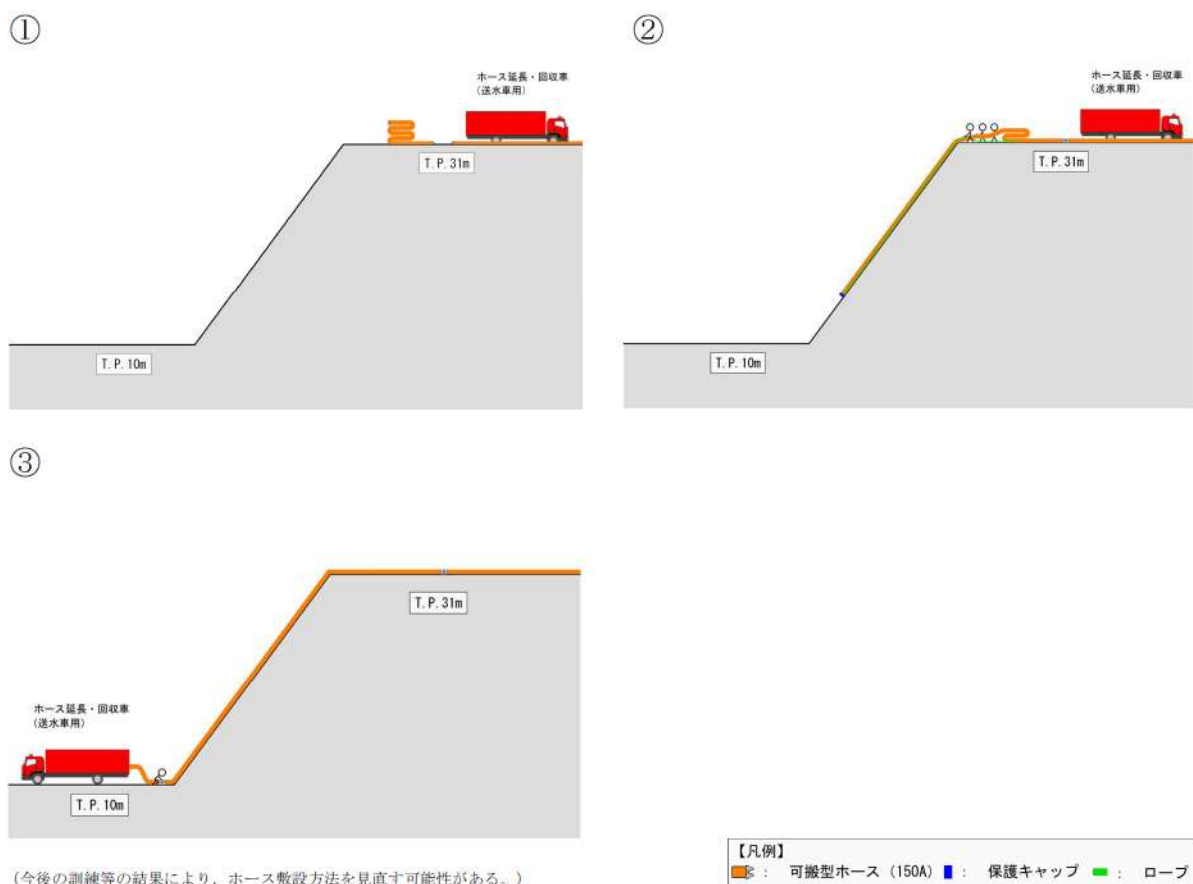 ①
ホース延長・回収車
(送水車用)
T.P.31m
T.P.10m
②
ホース延長・回収車
(送水車用)
T.P.31m
T.P.10m
③
T.P.31m
ホース延長・回収車
(送水車用)
T.P.10m
(今後の訓練等の結果により、ホース敷設方法を見直す可能性がある。)
【凡例】
： 可搬型ホース (150A) ： 保護キャップ ： ロープ